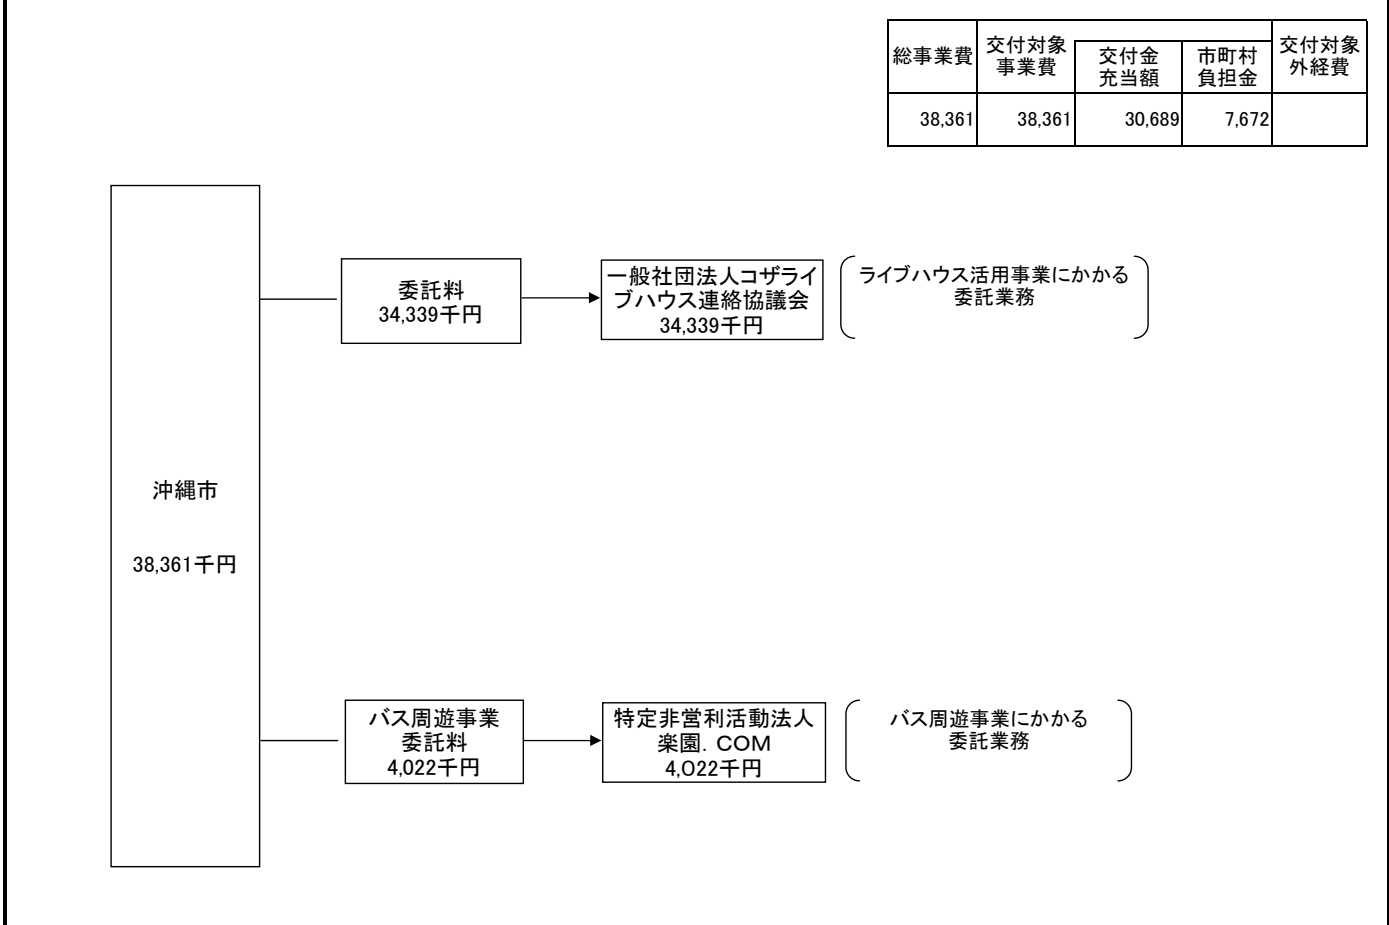 総事業費
交付対象
事業費
交付金
充当額
市町村
負担金
交付対象
外経費
38,361
38,361
30,689
7,672
沖縄市
38,361千円
委託料
34,339千円
一般社団法人コザライ
ブハウス連絡協議会
34,339千円
ライブハウス活用事業にかかる
委託業務
バス周遊事業
委託料
4,022千円
特定非営利活動法人
楽園．COM
4,022千円
バス周遊事業にかかる
委託業務